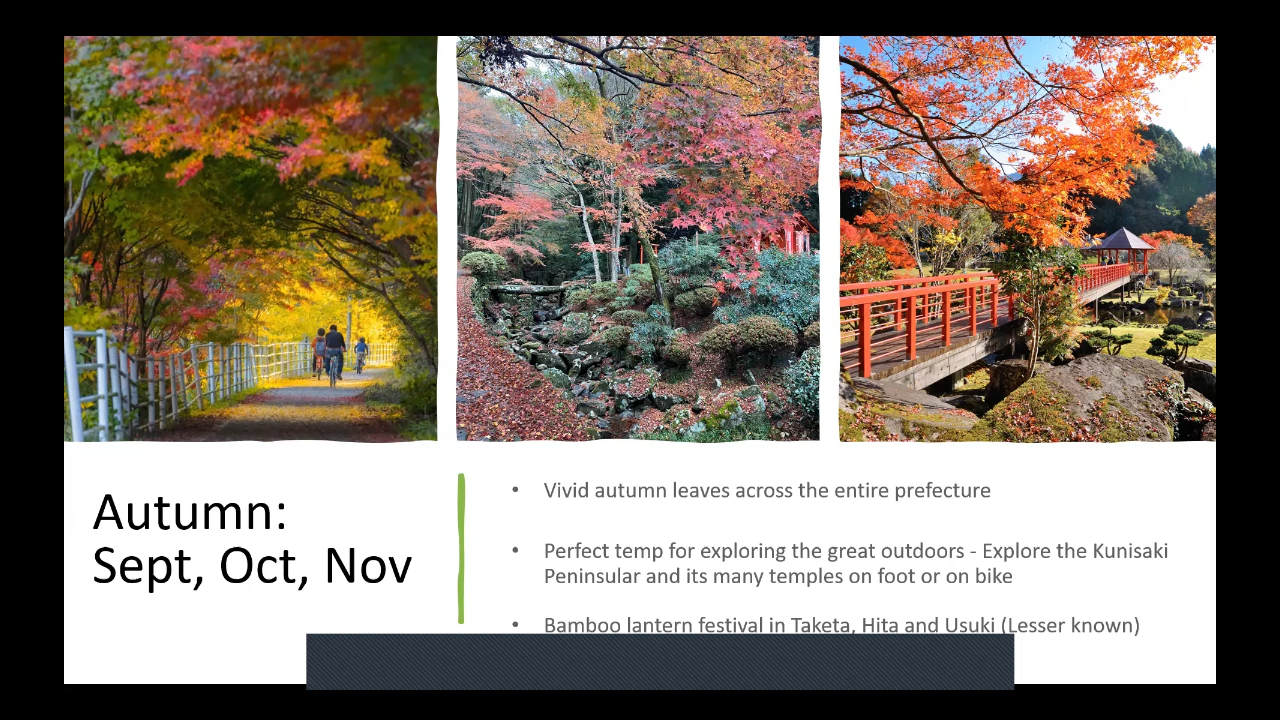 Autumn:
Sept, Oct, Nov
• Vivid autumn leaves across the entire prefecture
• Perfect temp for exploring the great outdoors - Explore the Kunisaki
Peninsular and its many temples on foot or on bike
• Bamboo lantern festival in Taketa, Hita and Usuki (Lesser known)